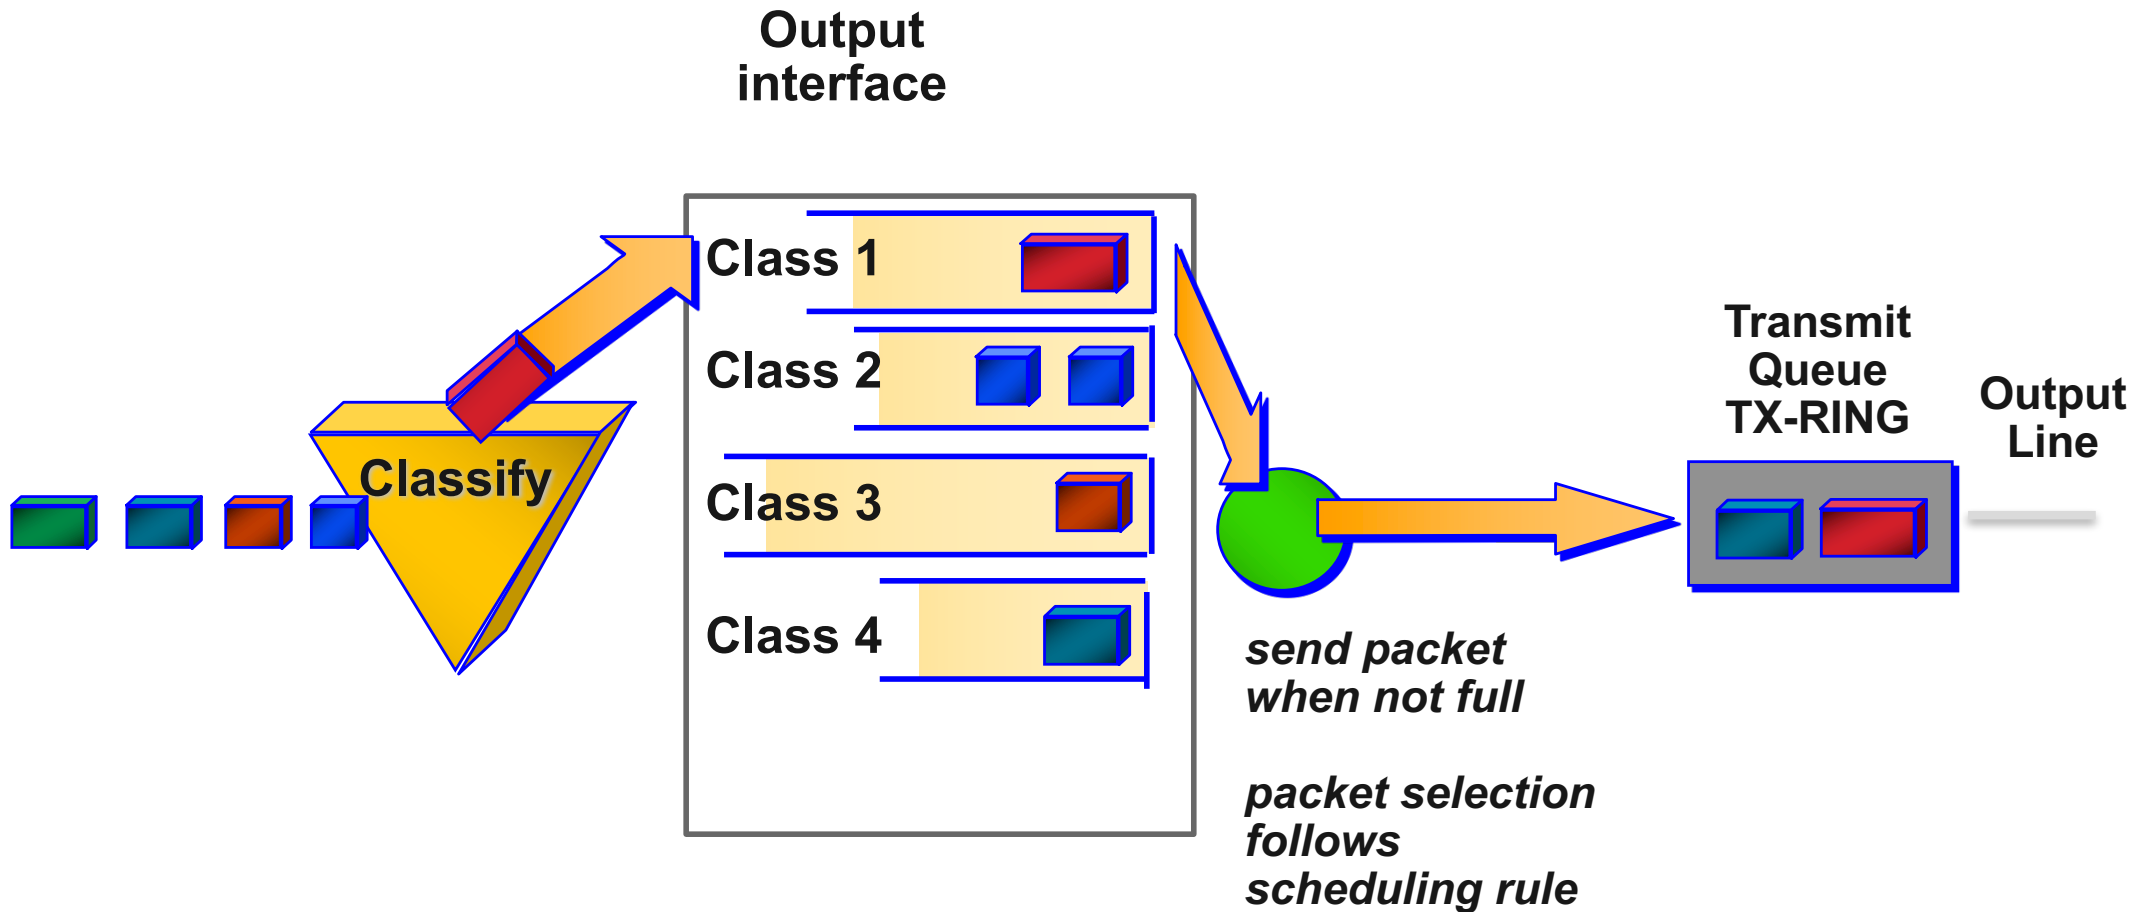 Output
interface
Classify
Class 1
Class 2
Class 3
Class 4
send packet
when not full
packet selection
follows
scheduling rule
Transmit
Queue
TX-RING
Output
Line